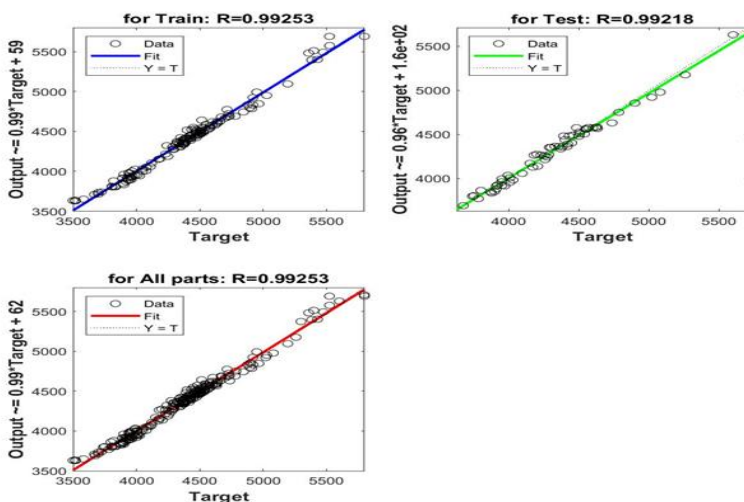 for Train: R=0.99253
Output ~= 0.99*Target + 59
5500
5000
4500
4000
3500
Data
Fit
Y = T
3500 4000 4500 5000 5500
Target
for Test: R=0.99218
Output ~= 0.96*Target + 1.6e+02
5500
5000
4500
4000
Data
Fit
Y = T
4000 4500 5000 5500
Target
for All parts: R=0.99253
Output ~= 0.99*Target + 62
5500
5000
4500
4000
3500
Data
Fit
Y = T
3500 4000 4500 5000 5500
Target